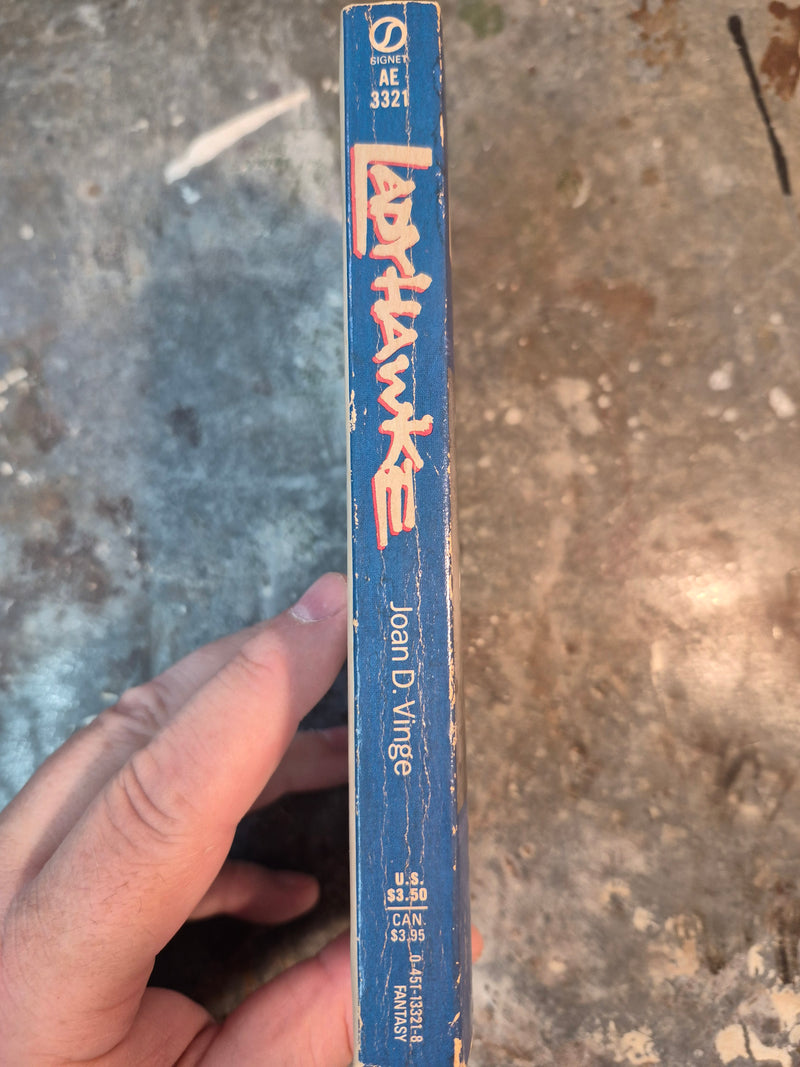 SIGNET
AE
3321
LADYHAWKE
Joan D. Vinge
U.S.
$3.50
CAN.
$3.95
0-451-13321-8
FANTASY